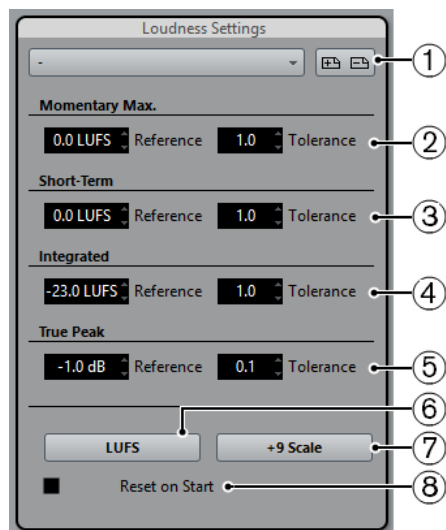 Loudness Settings
-
1
Momentary Max.
0.0 LUFS Reference 1.0 Tolerance
2
Short-Term
0.0 LUFS Reference 1.0 Tolerance
3
Integrated
-23.0 LUFS Reference 1.0 Tolerance
4
True Peak
-1.0 dB Reference 0.1 Tolerance
5
6
LUFS +9 Scale
7
Reset on Start
8